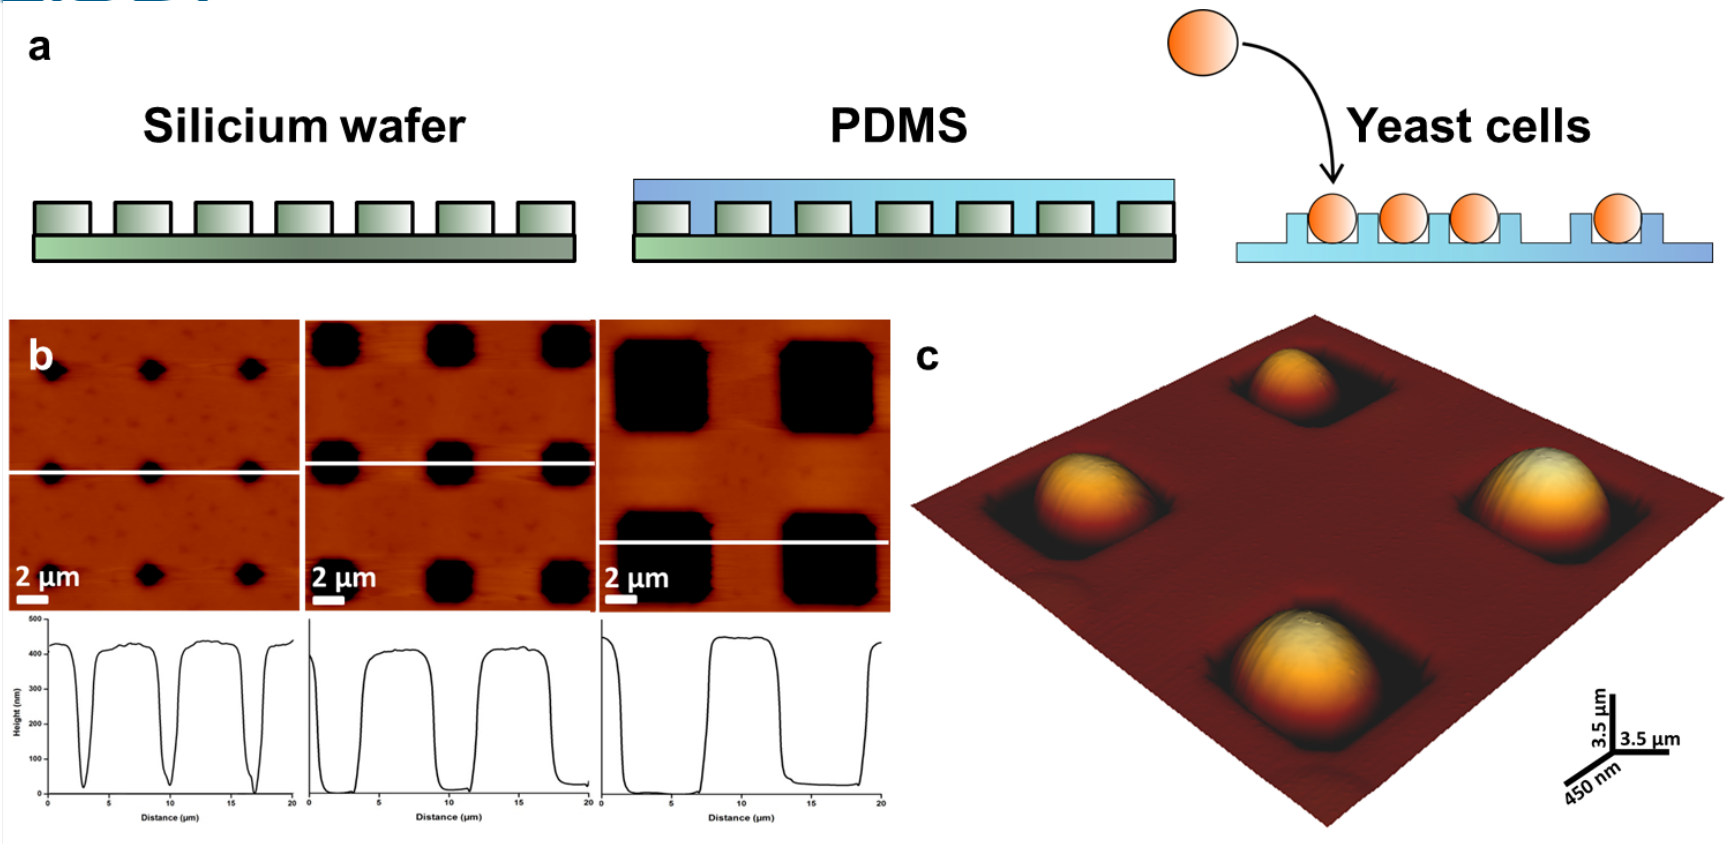 a
Silicium wafer
PDMS
Yeast cells
b
2 µm
2 µm
2 µm
500
400
300
200
100
0
Height (nm)
0 5 10 15 20
Distance (µm)
0 5 10 15 20
Distance (µm)
0 5 10 15 20
Distance (µm)
c
3.5 µm
3.5 µm
450 nm